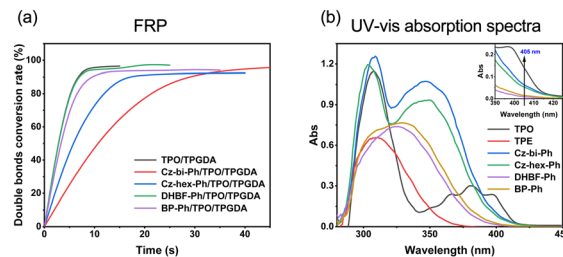 (a)
FRP
Double bonds conversion rate (%)
100
80
60
40
20
0
0
10
20
30
40
Time (s)
TPO/TPGDA
Cz-bi-Ph/TPO/TPGDA
Cz-hex-Ph/TPO/TPGDA
DHBF-Ph/TPO/TPGDA
BP-Ph/TPO/TPGDA
(b)
UV-vis absorption spectra
Abs
1.2
0.9
0.6
0.3
0.0
300
350
400
450
Wavelength (nm)
TPO
TPE
Cz-bi-Ph
Cz-hex-Ph
DHBF-Ph
BP-Ph
Abs
0.2
0.1
0.0
390
400
410
420
Wavelength (nm)
405 nm